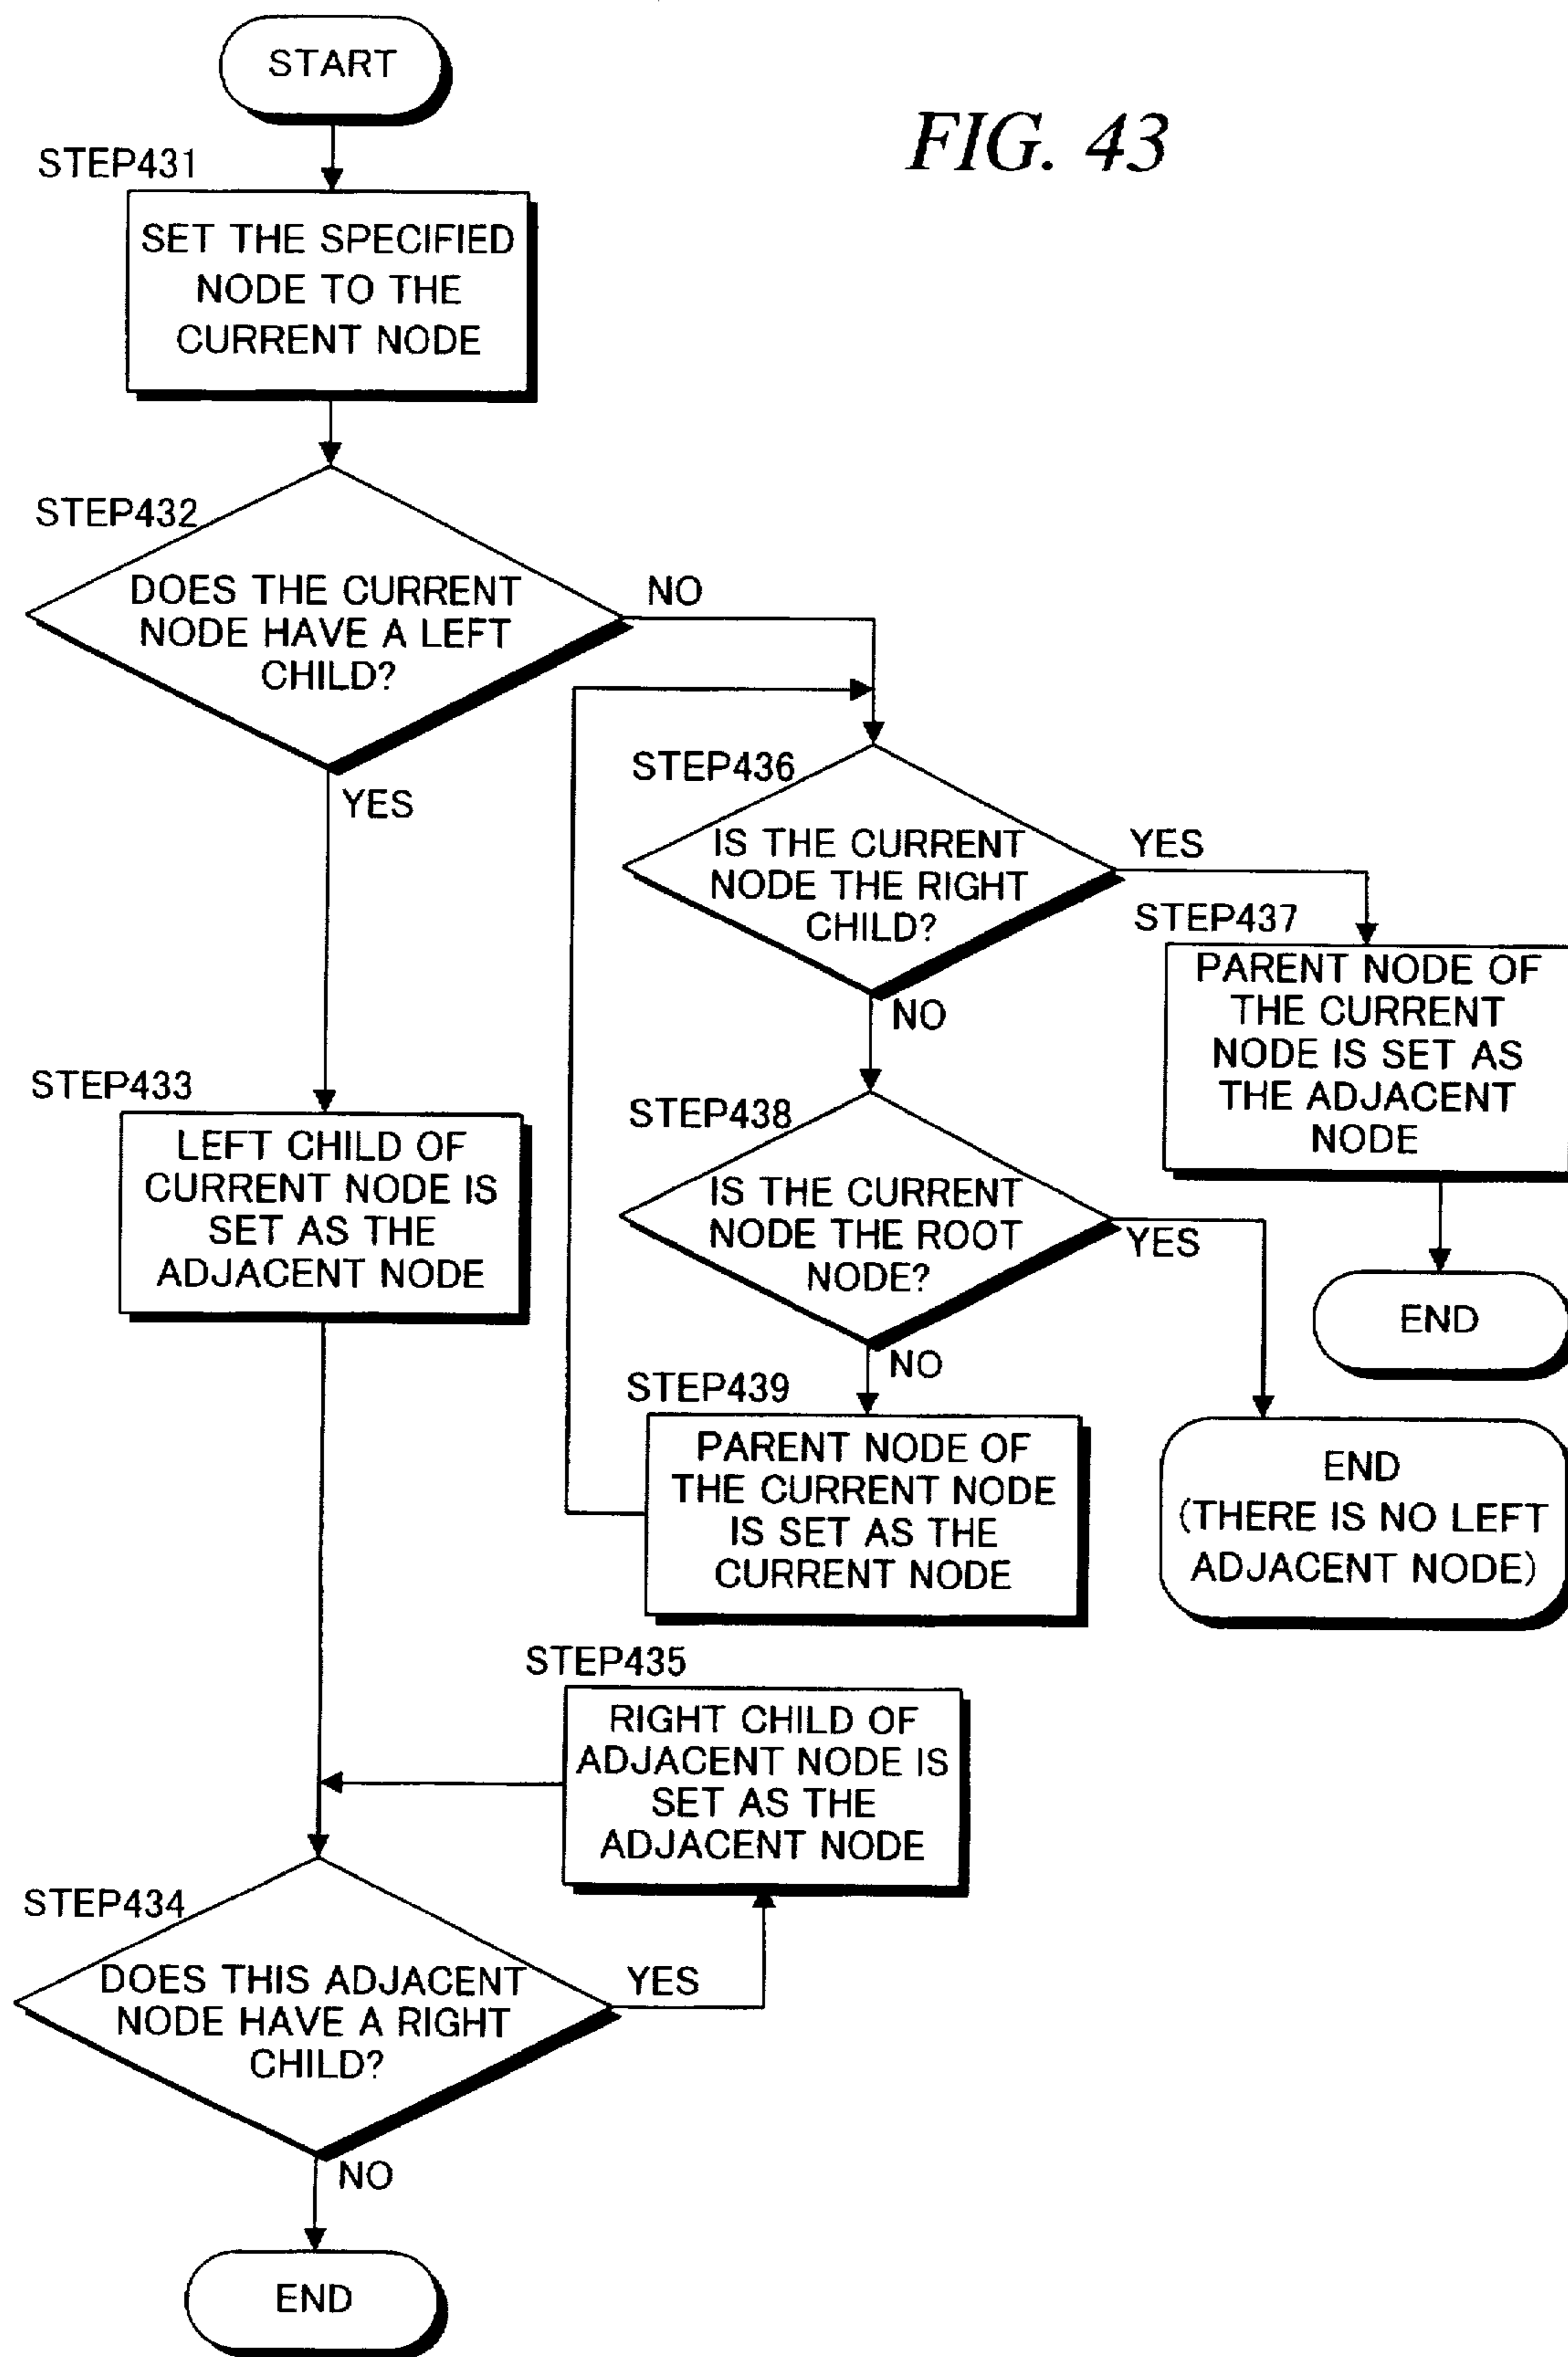 START
FIG. 43
STEP431
SET THE SPECIFIED
NODE TO THE
CURRENT NODE
STEP432
DOES THE CURRENT
NODE HAVE A LEFT
CHILD?
NO
YES
STEP436
IS THE CURRENT
NODE THE RIGHT
CHILD?
YES
NO
STEP437
PARENT NODE OF
THE CURRENT
NODE IS SET AS
THE ADJACENT
NODE
END
STEP433
LEFT CHILD OF
CURRENT NODE IS
SET AS THE
ADJACENT NODE
STEP438
IS THE CURRENT
NODE THE ROOT
NODE?
YES
NO
END
(THERE IS NO LEFT
ADJACENT NODE)
STEP439
PARENT NODE OF
THE CURRENT NODE
IS SET AS THE
CURRENT NODE
STEP435
RIGHT CHILD OF
ADJACENT NODE IS
SET AS THE
ADJACENT NODE
STEP434
DOES THIS ADJACENT
NODE HAVE A RIGHT
CHILD?
YES
NO
END